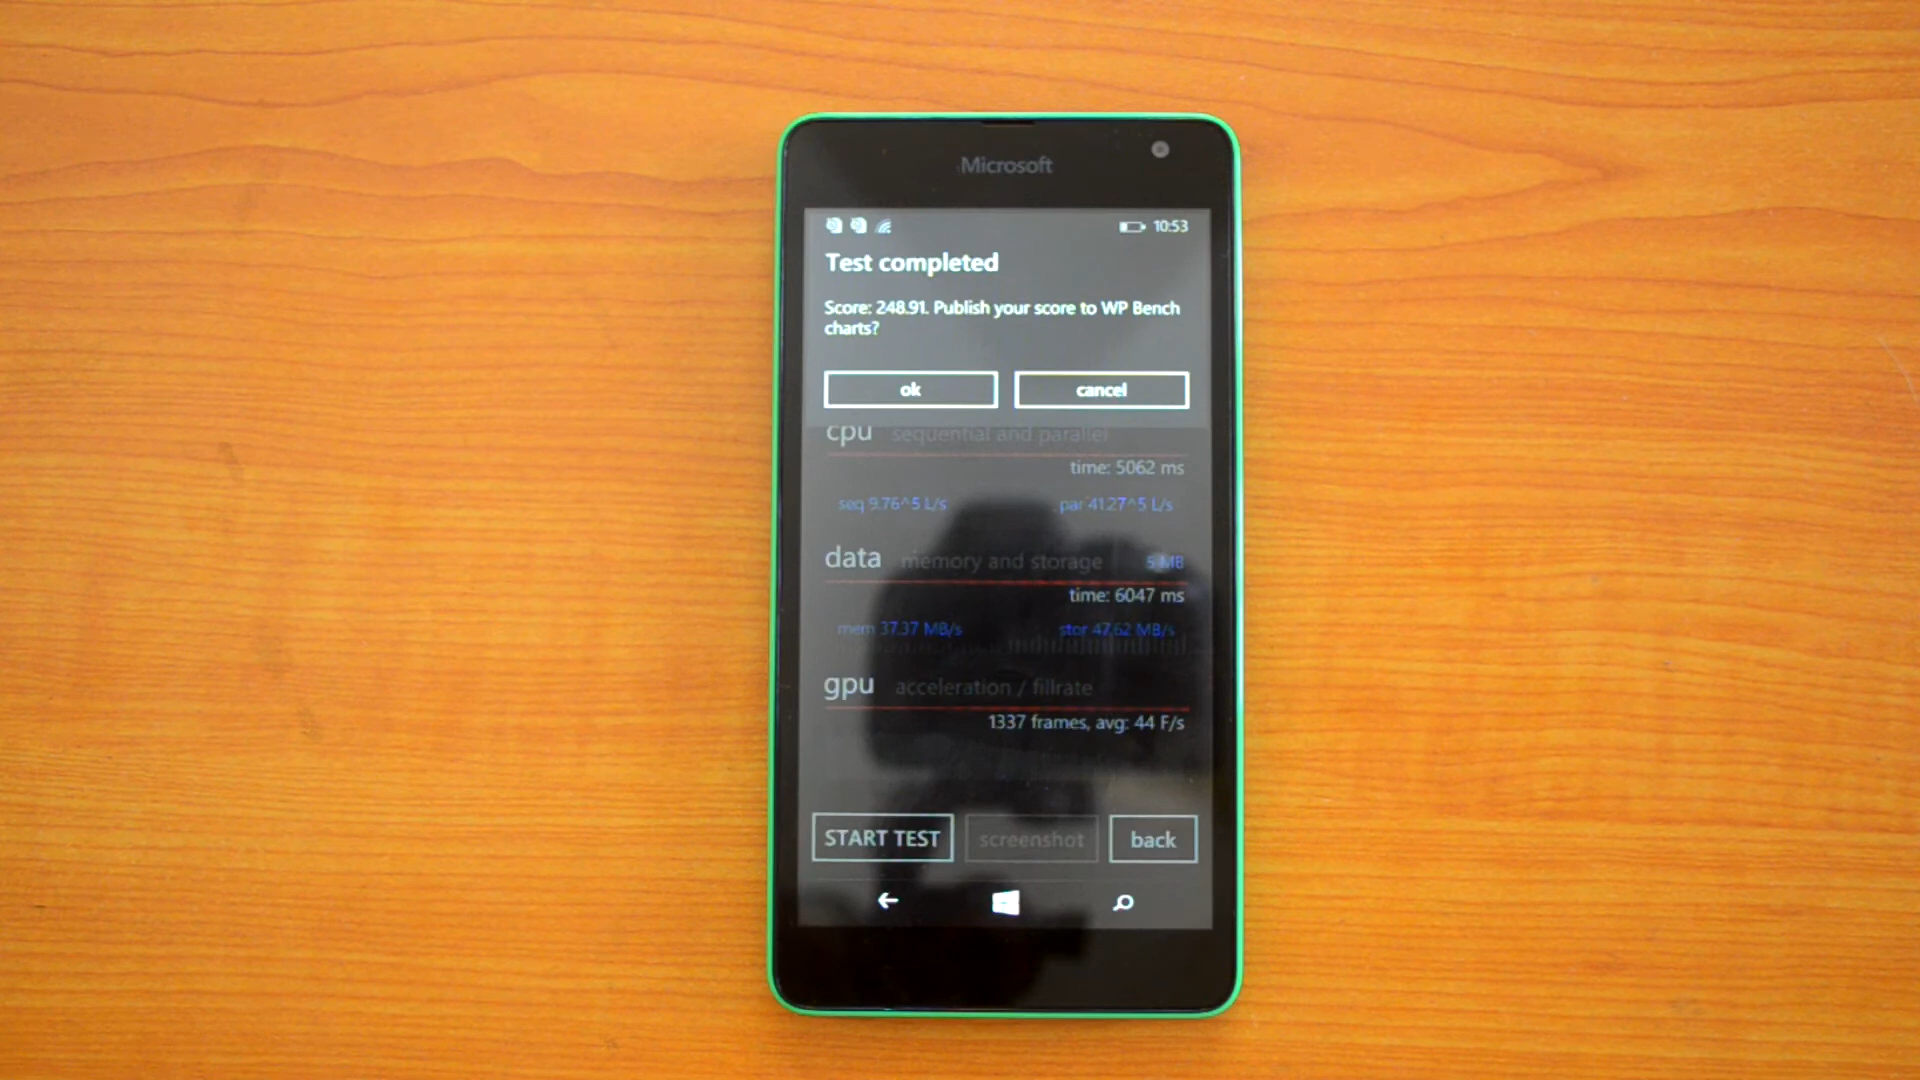 Microsoft
10:53
Test completed
Score: 248.91. Publish your score to WP Bench
charts?
ok cancel
cpu sequential and parallel
time: 5062 ms
seq 9.76^5 L/s par 41.27^5 L/s
data memory and storage 5 MB
time: 6047 ms
mem 37.37 MB/s stor 47.62 MB/s
gpu acceleration / fillrate
1337 frames, avg: 44 F/s
START TEST screenshot back